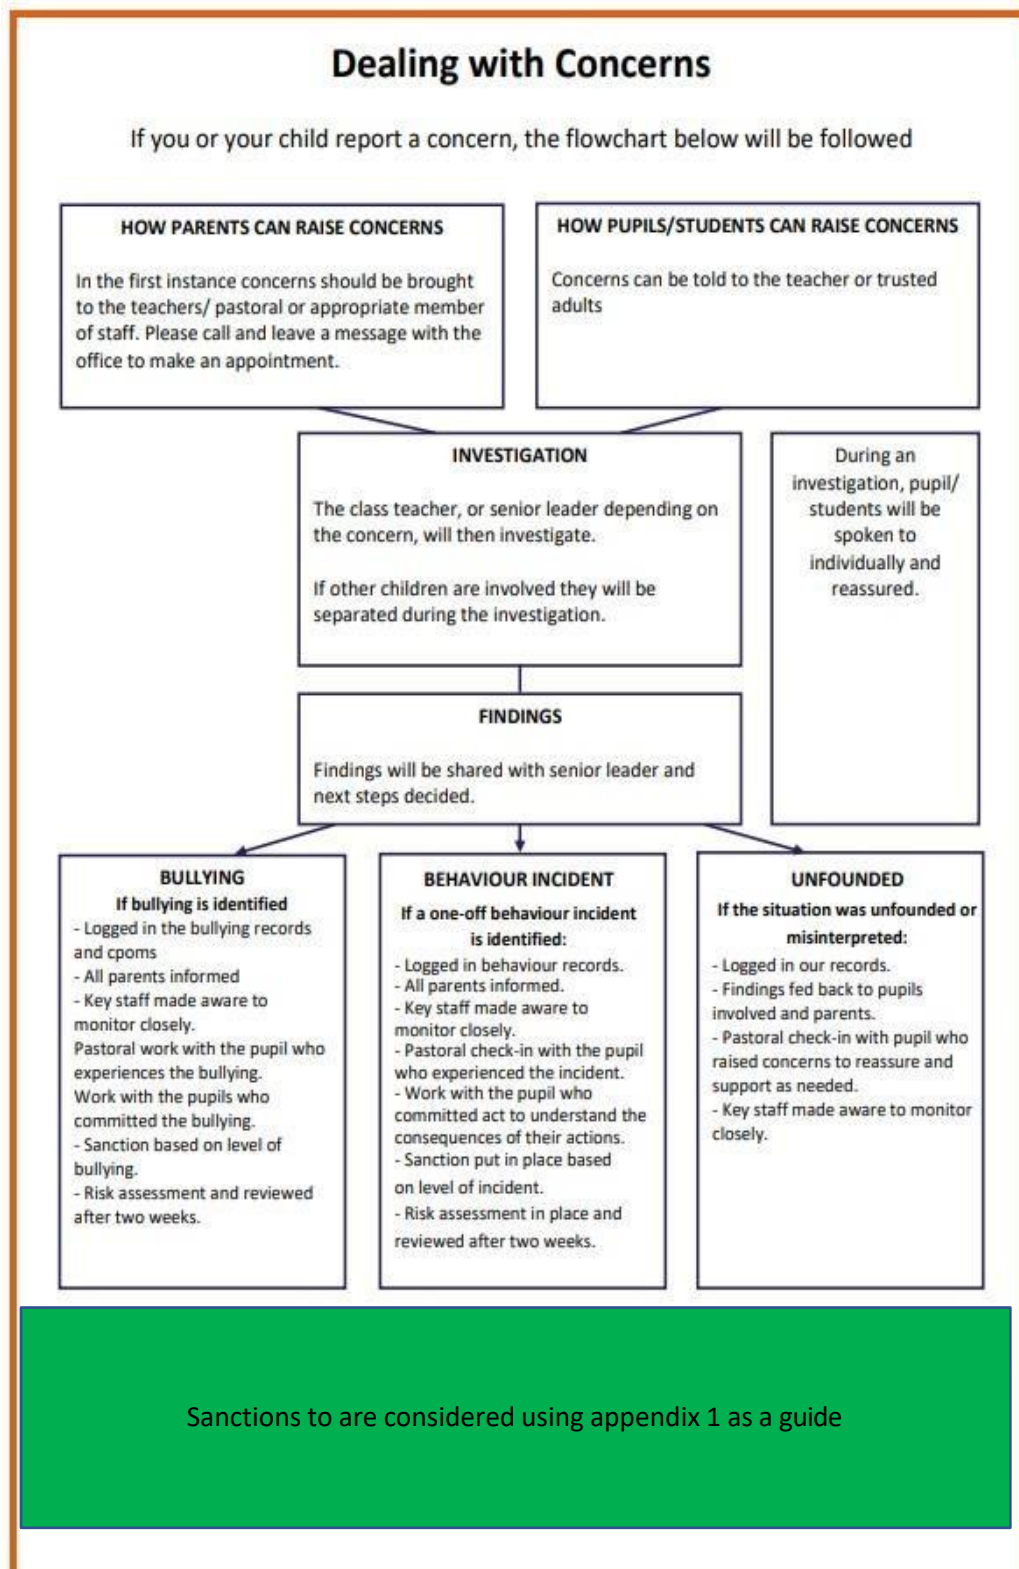 Dealing with Concerns
If you or your child report a concern, the flowchart below will be followed
HOW PARENTS CAN RAISE CONCERNS
In the first instance concerns should be brought
to the teachers/ pastoral or appropriate member
of staff. Please call and leave a message with the
office to make an appointment.
HOW PUPILS/STUDENTS CAN RAISE CONCERNS
Concerns can be told to the teacher or trusted
adults
INVESTIGATION
The class teacher, or senior leader depending on
the concern, will then investigate.
If other children are involved they will be
separated during the investigation.
During an
investigation, pupil/
students will be
spoken to
individually and
reassured.
FINDINGS
Findings will be shared with senior leader and
next steps decided.
BULLYING
If bullying is identified
- Logged in the bullying records
and cpoms
- All parents informed
- Key staff made aware to
monitor closely.
Pastoral work with the pupil who
experiences the bullying.
Work with the pupils who
committed the bullying.
- Sanction based on level of
bullying.
- Risk assessment and reviewed
after two weeks.
BEHAVIOUR INCIDENT
If a one-off behaviour incident
is identified:
- Logged in behaviour records.
- All parents informed.
- Key staff made aware to
monitor closely.
- Pastoral check-in with the pupil
who experienced the incident.
- Work with the pupil who
committed act to understand the
consequences of their actions.
- Sanction put in place based
on level of incident.
- Risk assessment in place and
reviewed after two weeks.
UNFOUNDED
If the situation was unfounded or
misinterpreted:
- Logged in our records.
- Findings fed back to pupils
involved and parents.
- Pastoral check-in with pupil who
raised concerns to reassure and
support as needed.
- Key staff made aware to monitor
closely.
Sanctions to are considered using appendix 1 as a guide